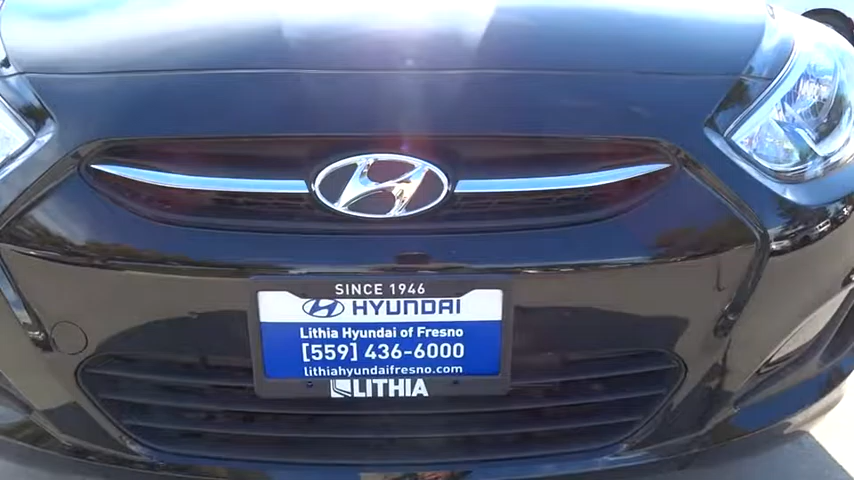 SINCE 1946
HYUNDAI
Lithia Hyundai of Fresno
[559] 436-6000
lithiahyundaifresno.com
LITHIA